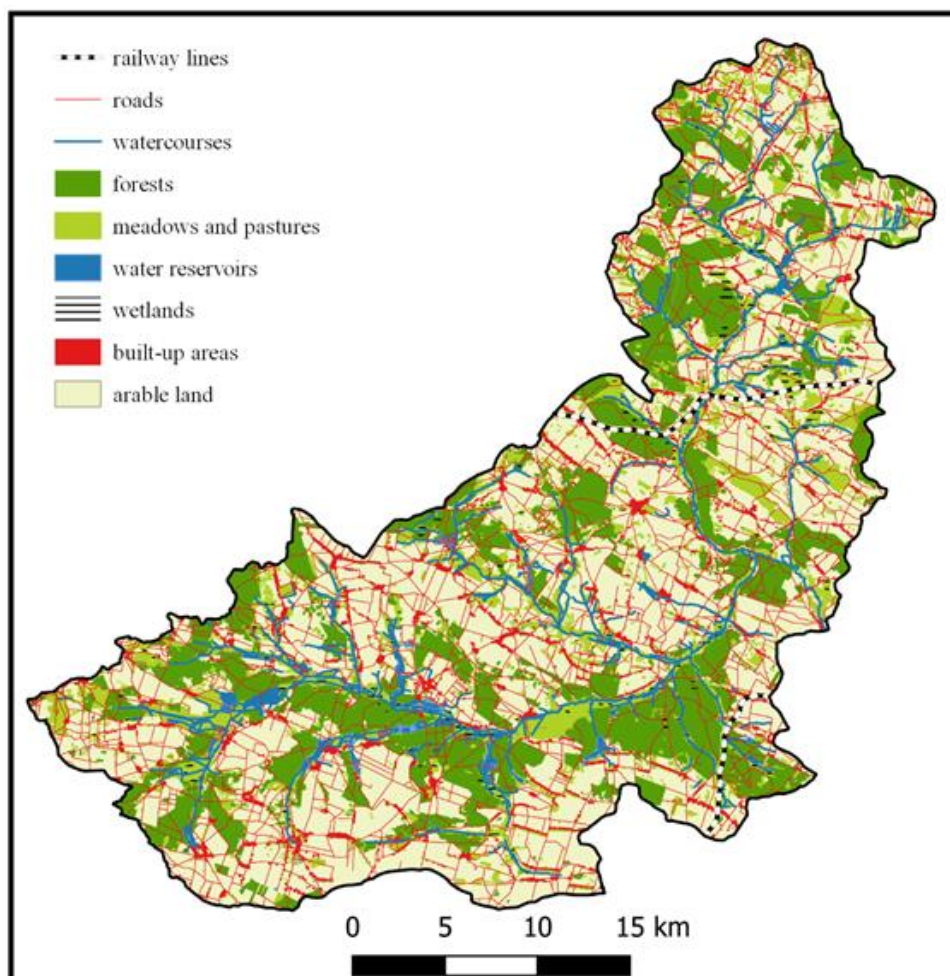 railway lines
roads
watercourses
forests
meadows and pastures
water reservoirs
wetlands
built-up areas
arable land
0 5 10 15 km